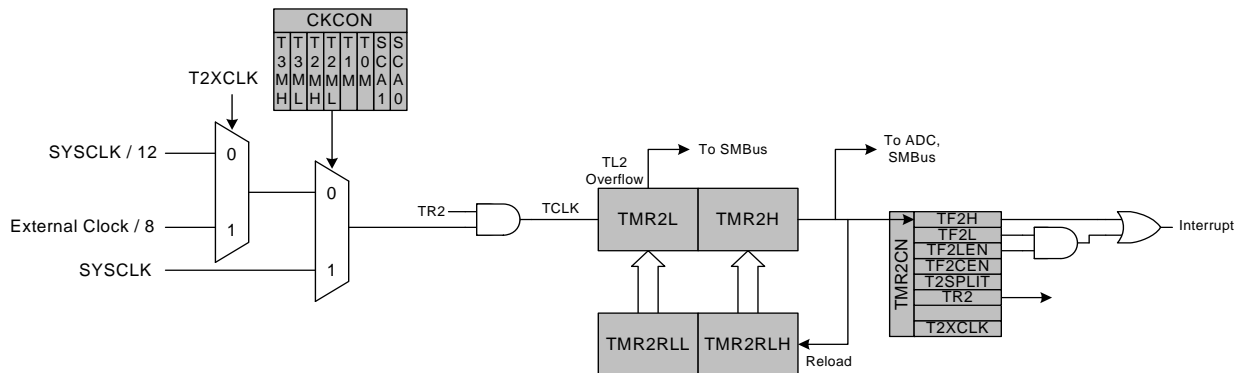 CKCON
T3MH
T3ML
T2MH
T2ML
T1M
T0M
SCA1
SCA0
T2XCLK
SYSCLK / 12
0
External Clock / 8
1
SYSCLK
0
1
TR2
TCLK
TL2
Overflow
To SMBus
TMR2L
TMR2H
To ADC,
SMBus
TMR2RLL
TMR2RLH
Reload
TMR2CN
TF2H
TF2L
TF2LEN
TF2CEN
T2SPLIT
TR2
T2XCLK
Interrupt